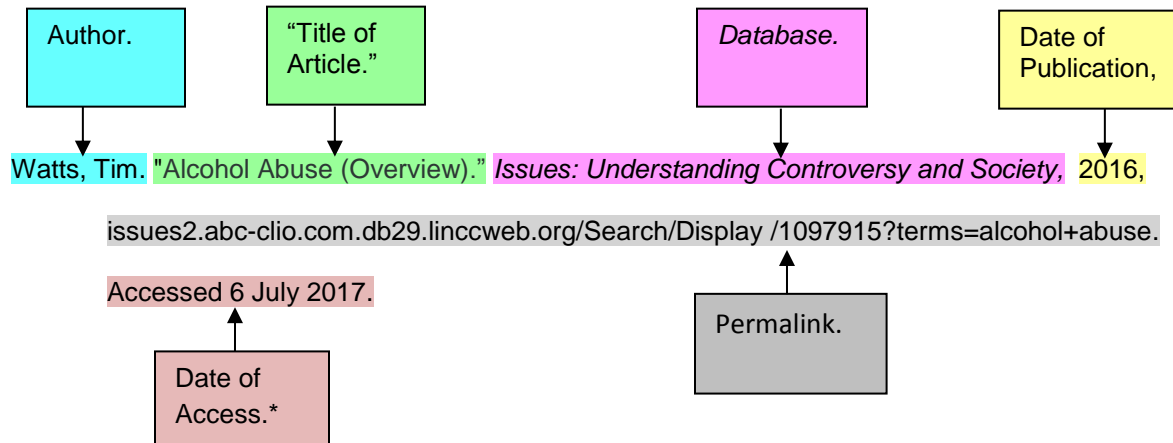 Author.
“Title of
Article.”
Database.
Date of
Publication,
Watts, Tim. "Alcohol Abuse (Overview).” Issues: Understanding Controversy and Society, 2016,
issues2.abc-clio.com.db29.linccweb.org/Search/Display /1097915?terms=alcohol+abuse.
Accessed 6 July 2017.
Permalink.
Date of
Access.*